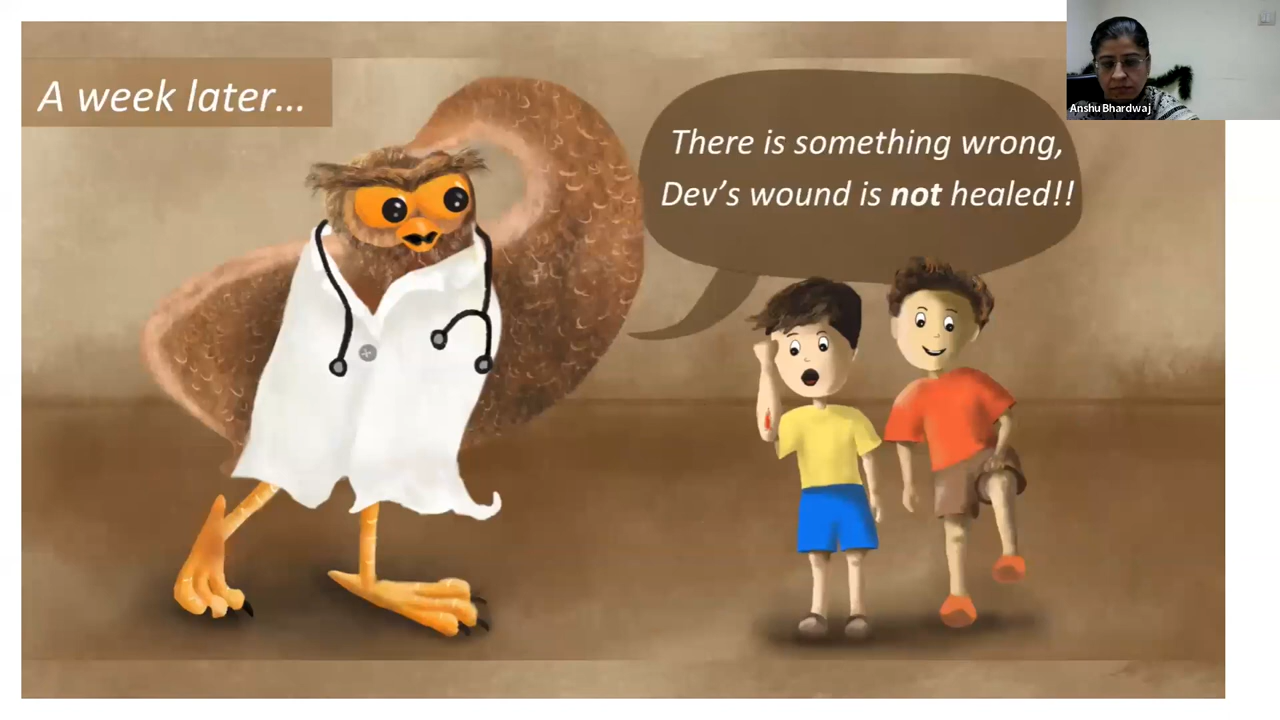 A week later...
There is something wrong,
Dev's wound is not healed!!
Anshu Bhardwaj